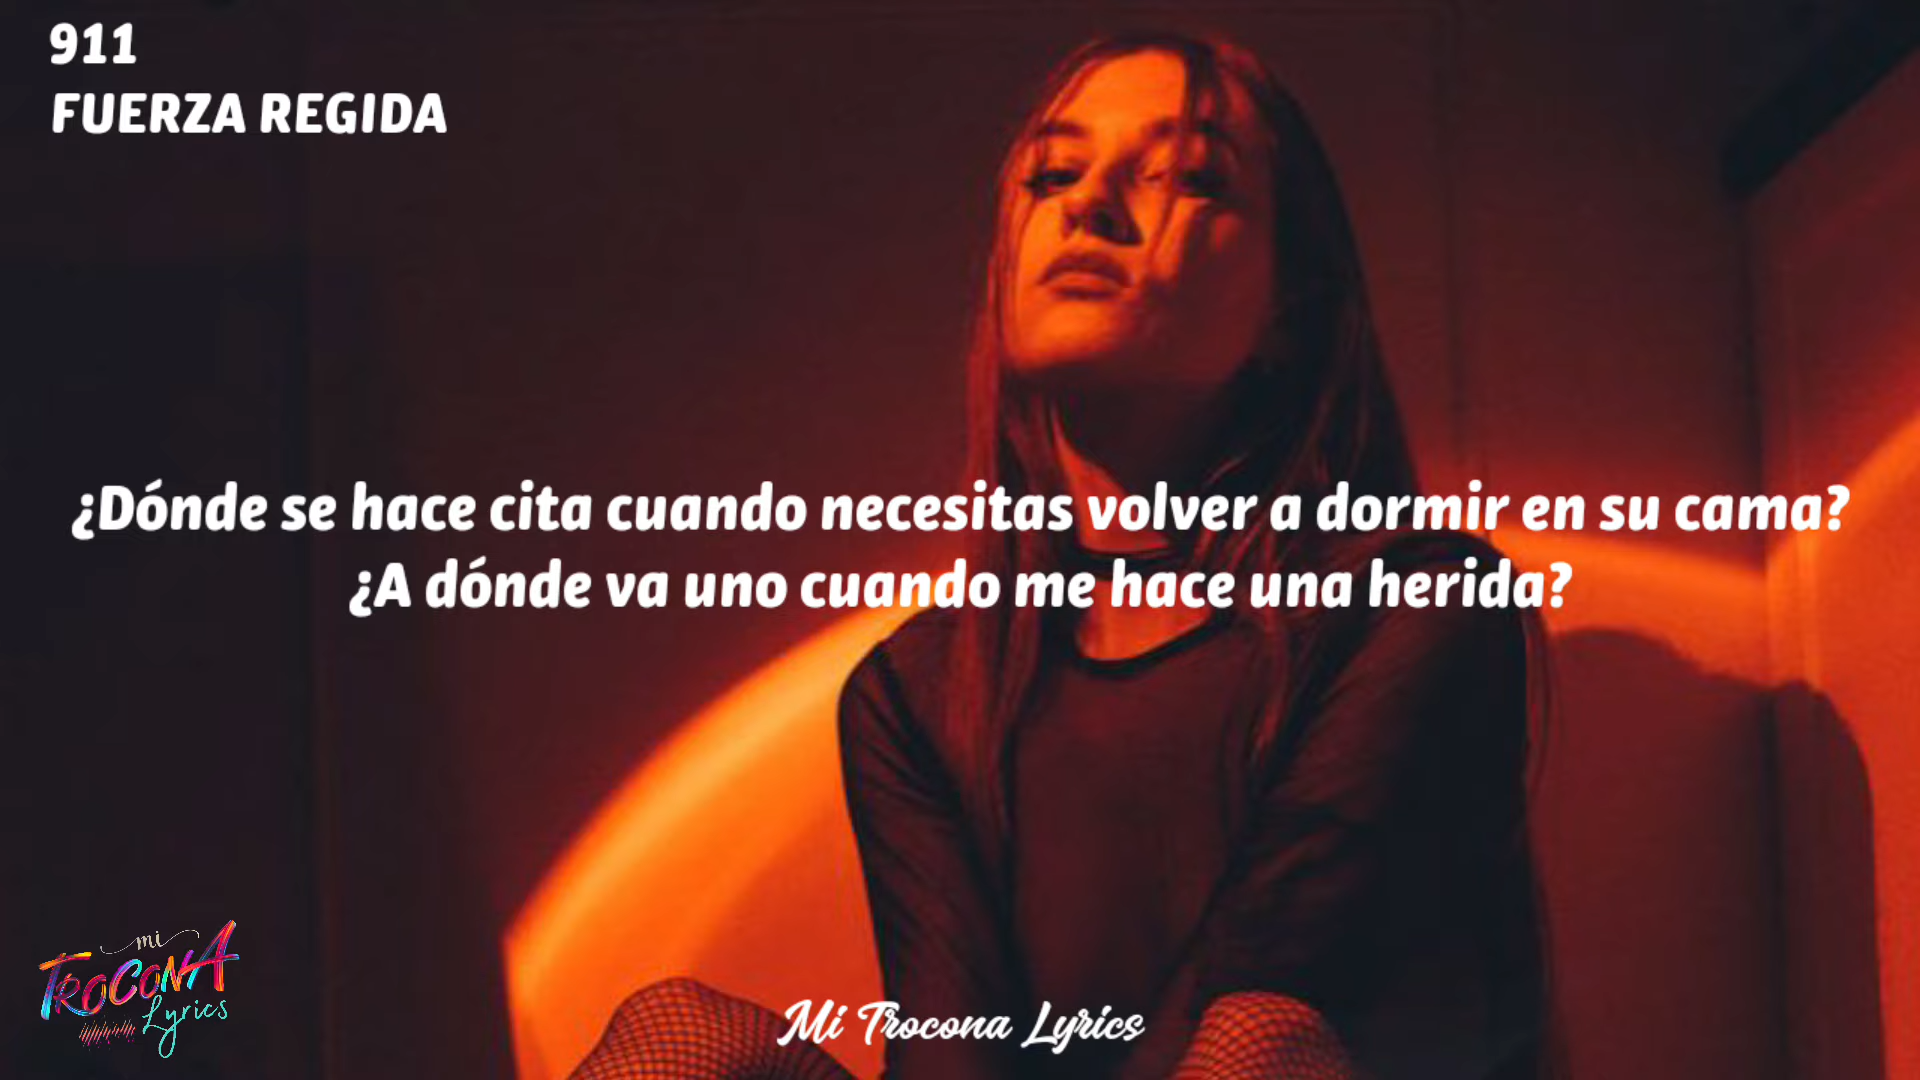 911
FUERZA REGIDA
¿Dónde se hace cita cuando necesitas volver a dormir en su cama?
¿A dónde va uno cuando me hace una herida?
mi
TROCONA
Lyrics
Mi Trocona Lyrics